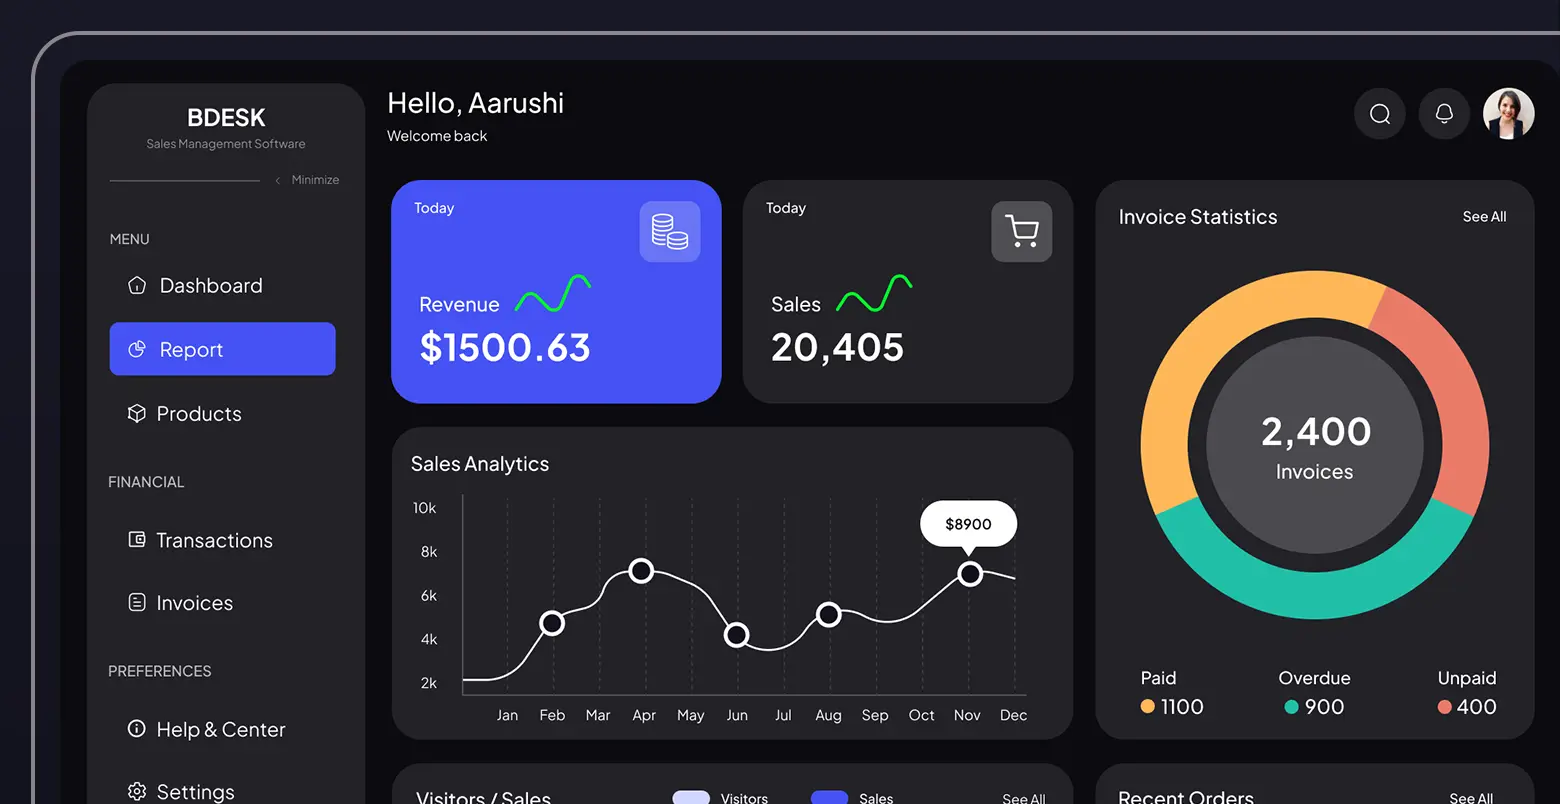 BDESK
Sales Management Software
Minimize
MENU
Dashboard
Report
Products
FINANCIAL
Transactions
Invoices
PREFERENCES
Help & Center
Settings
Hello, Aarushi
Welcome back
Today
Revenue
$1500.63
Today
Sales
20,405
Sales Analytics
10k
8k
6k
4k
2k
$8900
Jan Feb Mar Apr May Jun Jul Aug Sep Oct Nov Dec
Invoice Statistics See All
2,400
Invoices
Paid Overdue Unpaid
1100 900 400
Visitors / Sales Visitors Sales See All
Recent Orders See All